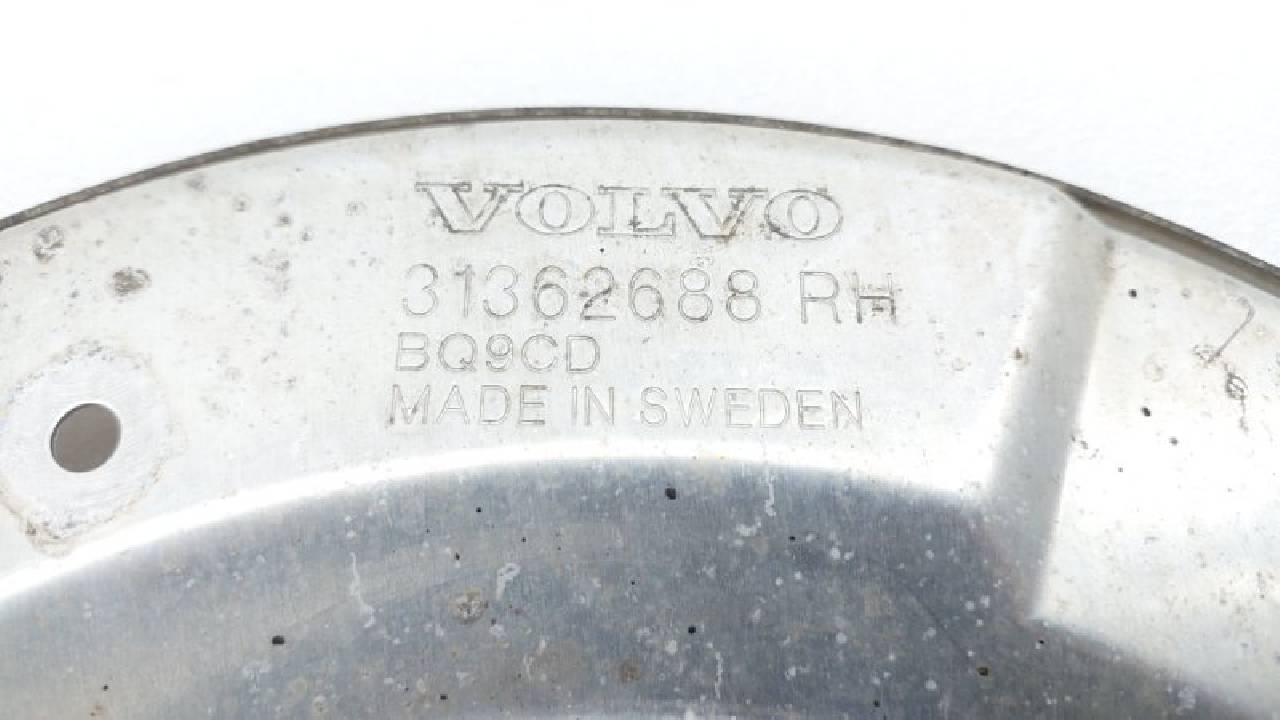 VOLVO
31362688 RH
BQ9CD
MADE IN SWEDEN